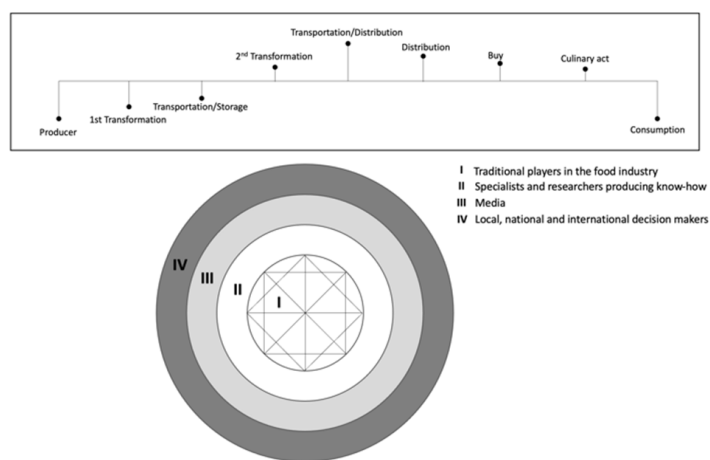 Transportation/Distribution
2nd Transformation
Distribution
Buy
Culinary act
Transportation/Storage
1st Transformation
Producer
Consumption
I Traditional players in the food industry
II Specialists and researchers producing know-how
III Media
IV Local, national and international decision makers
IV
III
II
I